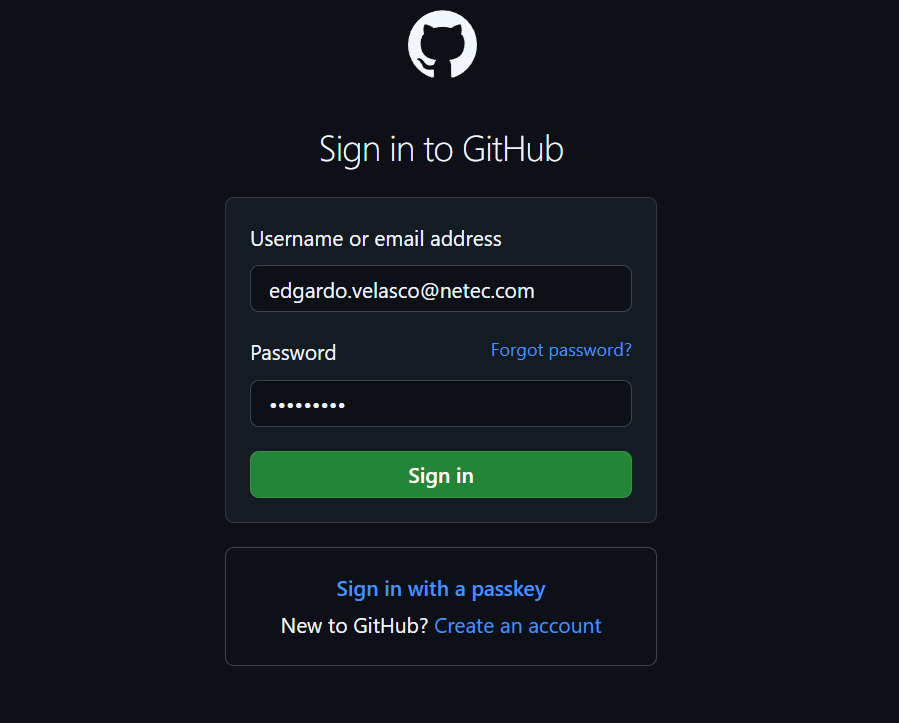 Sign in to GitHub
Username or email address
edgardo.velasco@netec.com
Password
Forgot password?
•••••••••
Sign in
Sign in with a passkey
New to GitHub? Create an account